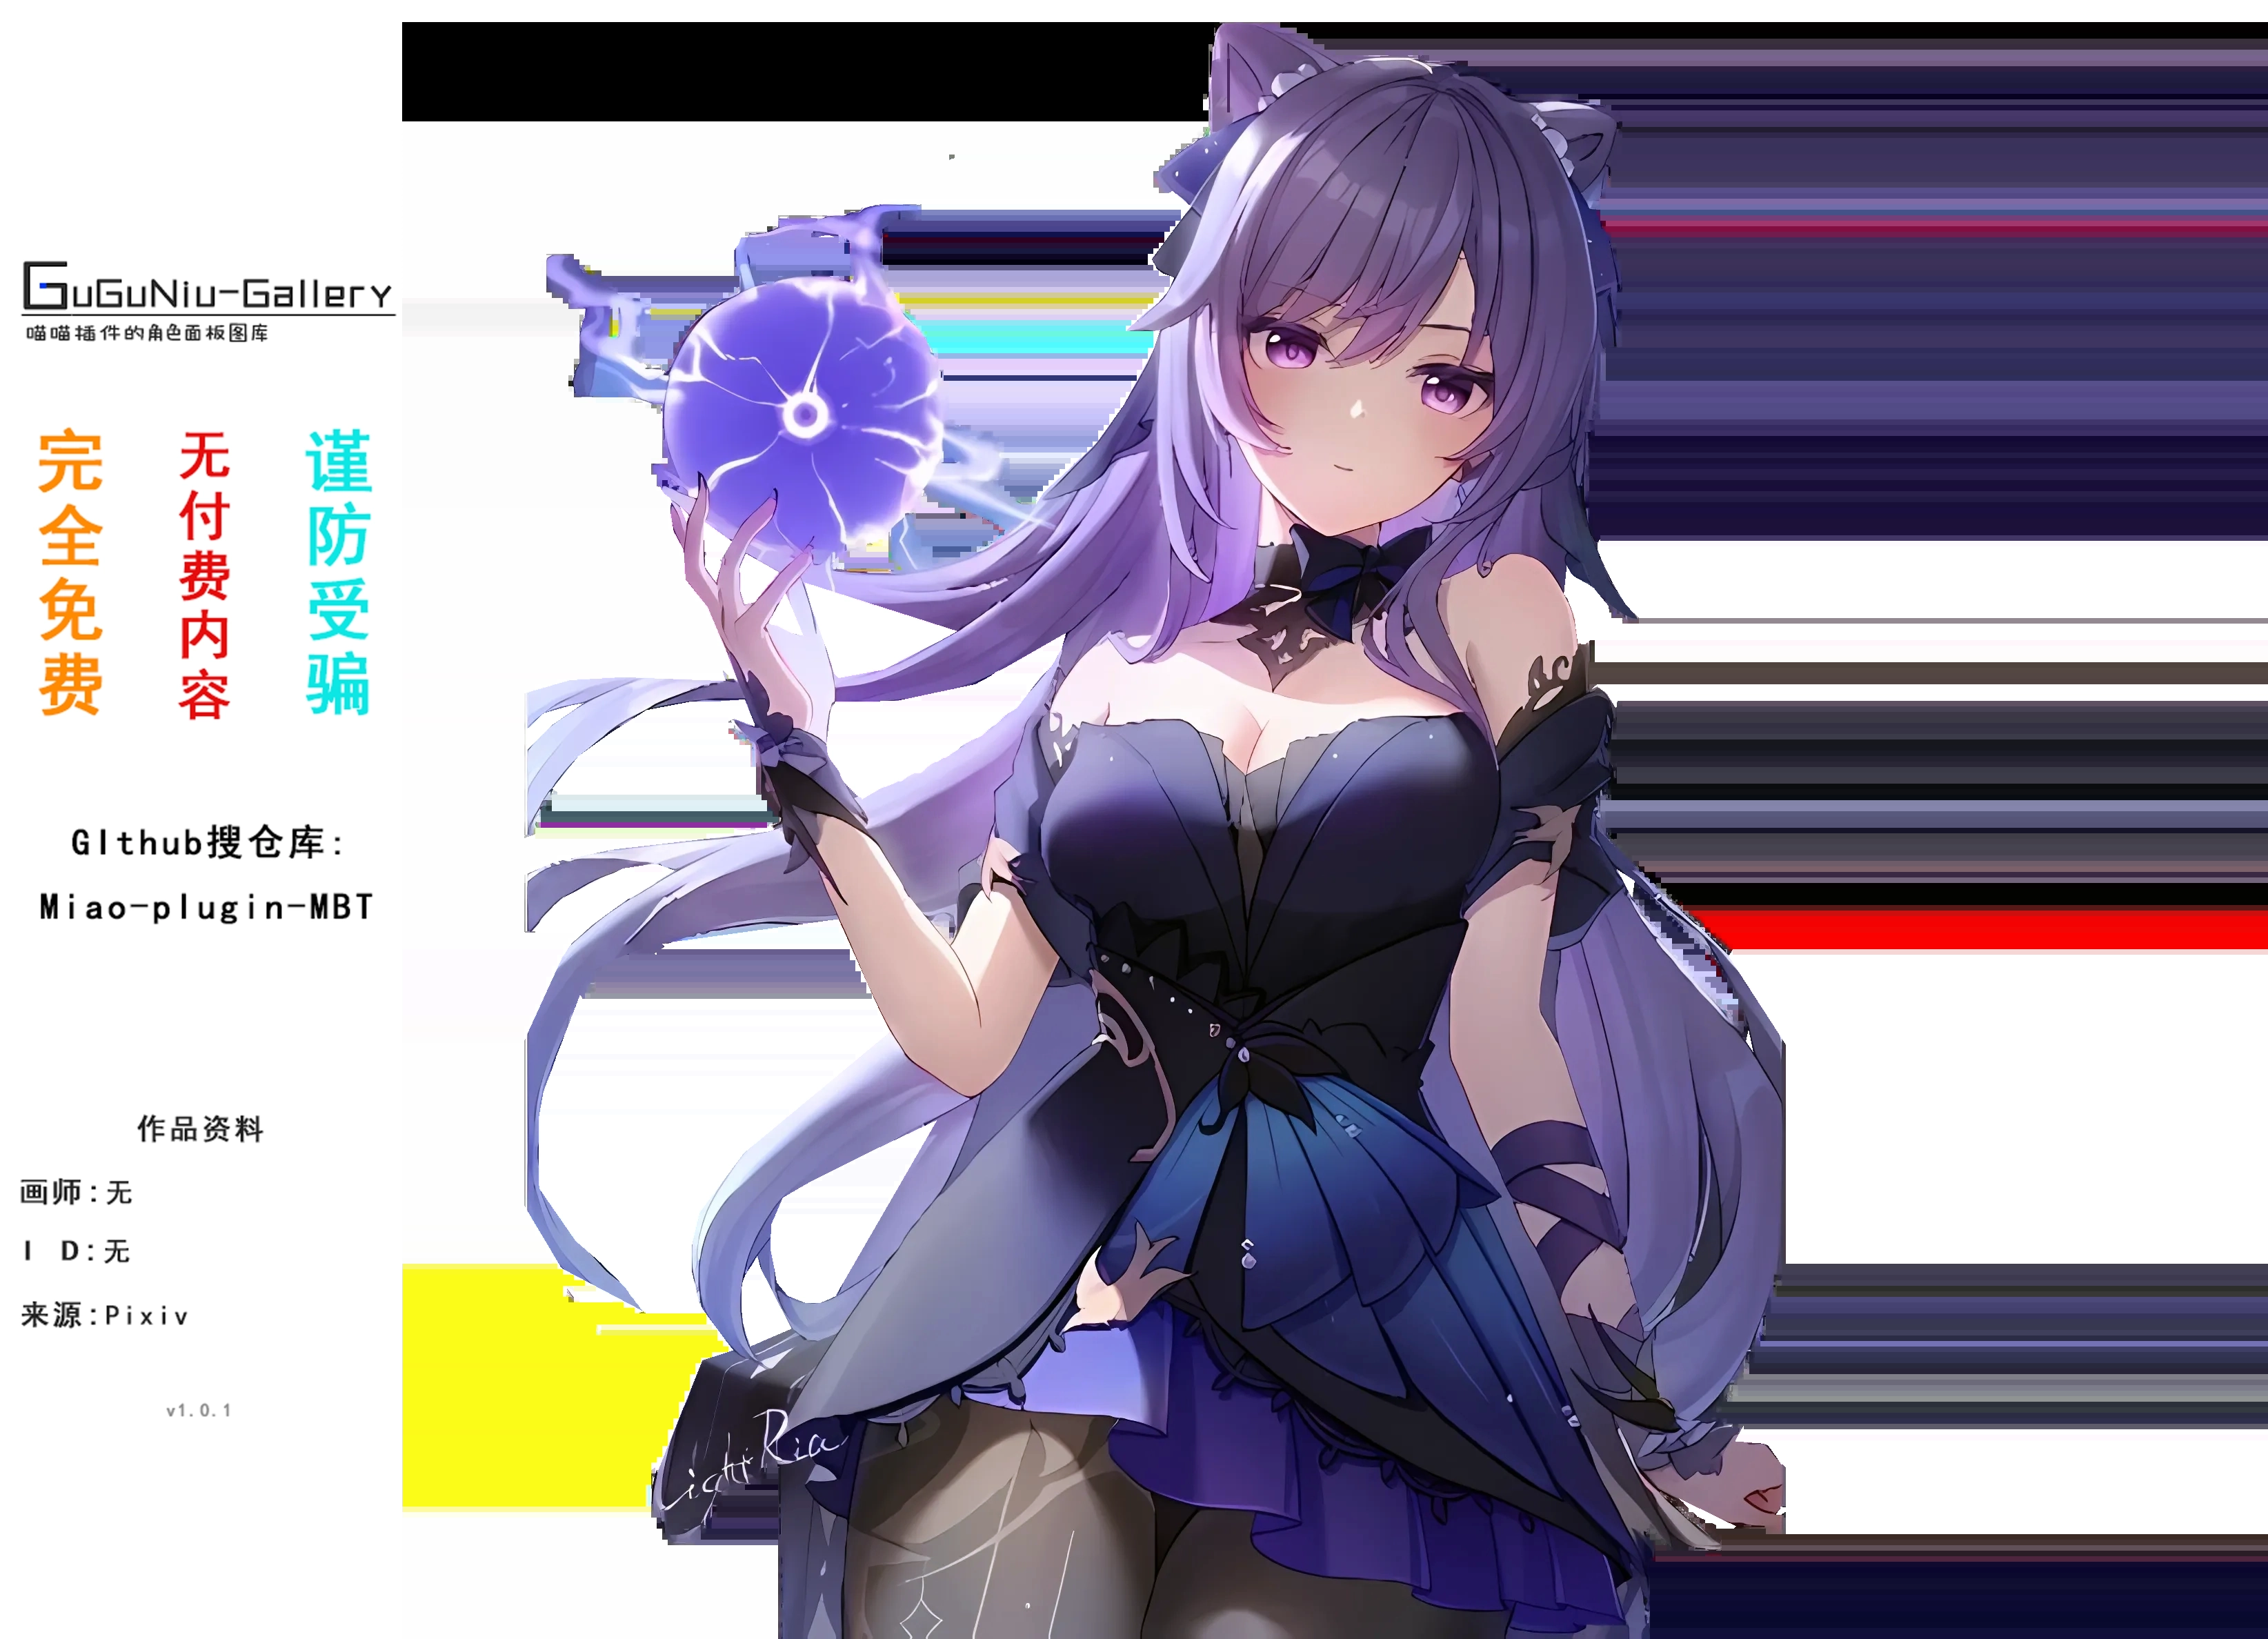 GuGuNiu-Gallery
喵喵插件的角色面板图库
完全免费
无付费内容
谨防受骗
GIthub搜仓库:
Miao-plugin-MBT
作品资料
画师:无
I D:无
来源:Pixiv
v1.0.1
LightRia